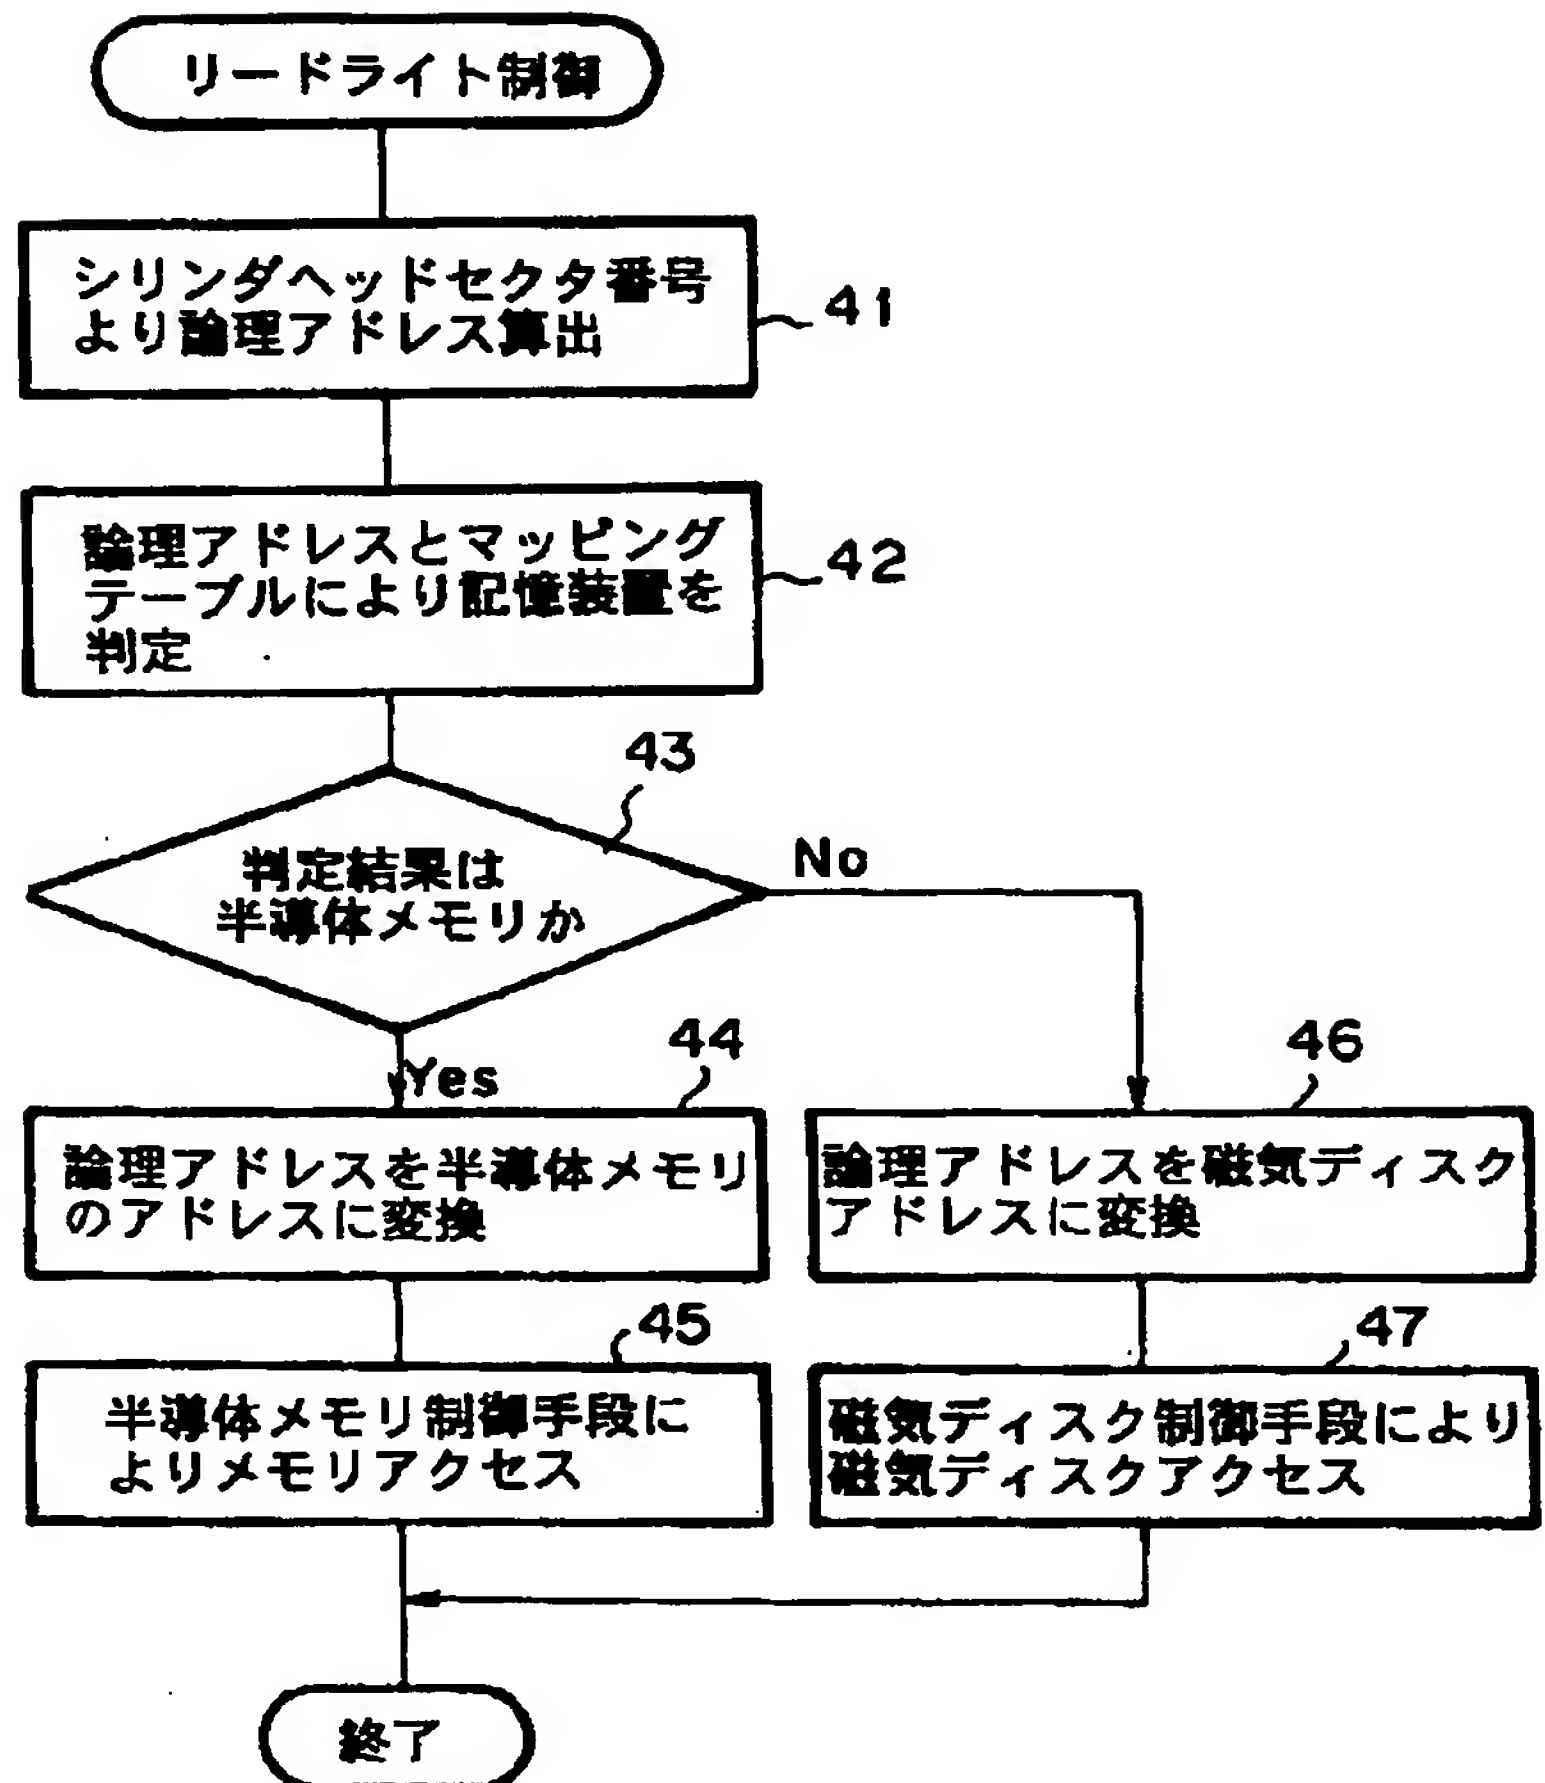 リードライト制御
シリンダヘッドセクタ番号
より論理アドレス算出
41
論理アドレスとマッピング
テーブルにより記憶装置を
判定
42
43
判定結果は
半導体メモリか
No
Yes
44
論理アドレスを半導体メモリ
のアドレスに変換
46
論理アドレスを磁気ディスク
アドレスに変換
45
半導体メモリ制御手段に
よりメモリアクセス
47
磁気ディスク制御手段により
磁気ディスクアクセス
終了